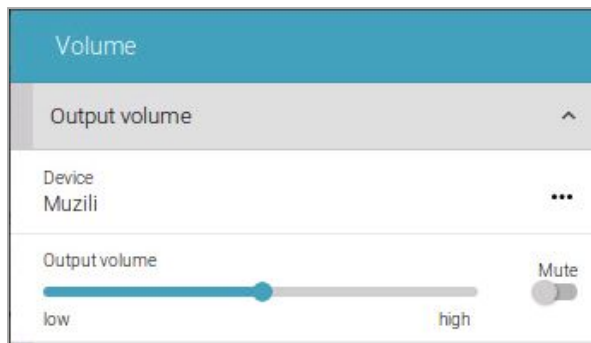 Volume
Output volume
Device
Muzili
Output volume
Mute
low high